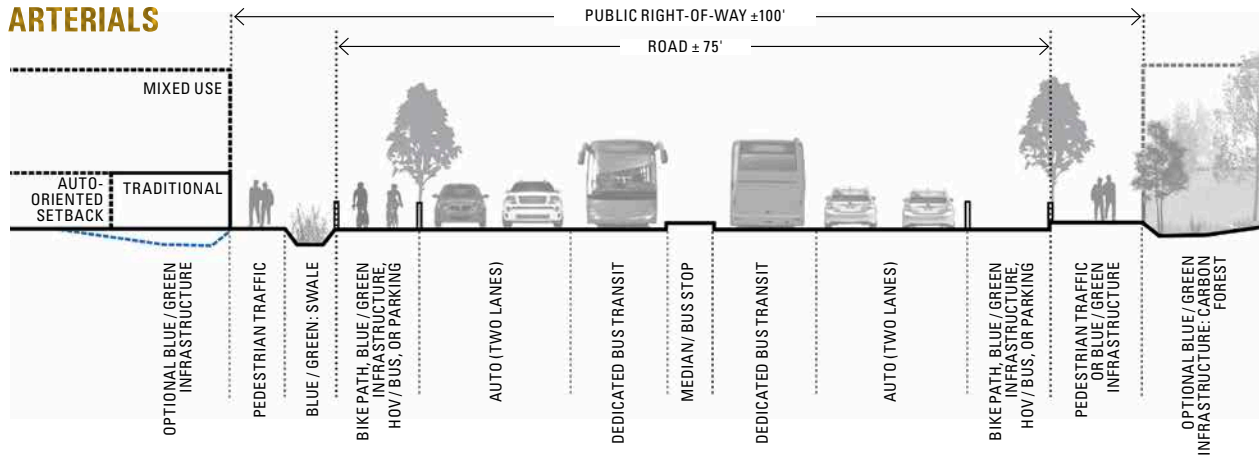 ARTERIALS
PUBLIC RIGHT-OF-WAY ±100'
ROAD ± 75'
MIXED USE
AUTO-
ORIENTED
SETBACK
TRADITIONAL
OPTIONAL BLUE / GREEN
INFRASTRUCTURE
PEDESTRIAN TRAFFIC
BLUE / GREEN: SWALE
BIKE PATH, BLUE / GREEN
INFRASTRUCTURE,
HOV / BUS, OR PARKING
AUTO (TWO LANES)
DEDICATED BUS TRANSIT
MEDIAN/ BUS STOP
DEDICATED BUS TRANSIT
AUTO (TWO LANES)
BIKE PATH, BLUE / GREEN
INFRASTRUCTURE,
HOV / BUS, OR PARKING
PEDESTRIAN TRAFFIC
OR BLUE / GREEN
INFRASTRUCTURE
OPTIONAL BLUE / GREEN
INFRASTRUCTURE: CARBON
FOREST